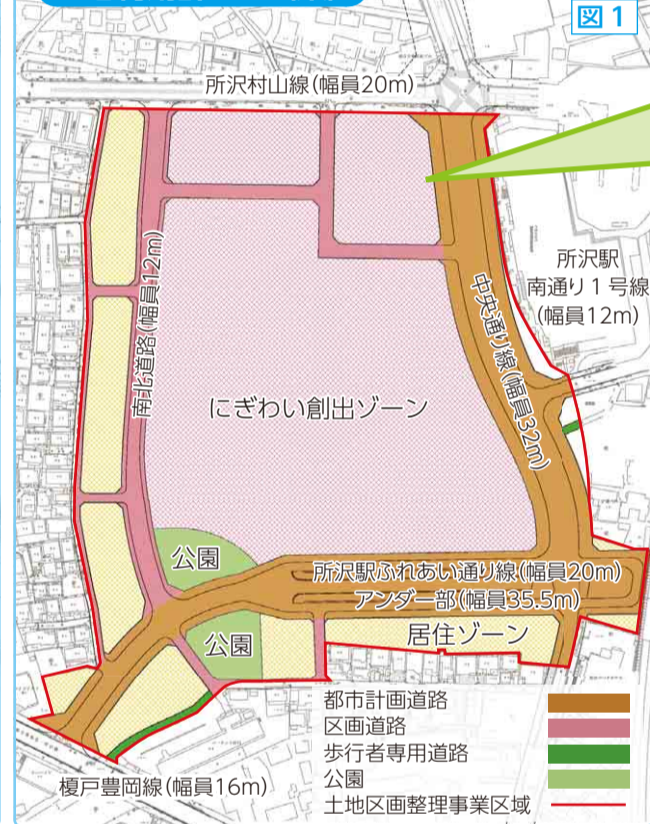 図1
所沢村山線(幅員20m)
所沢駅
南通り1号線
(幅員12m)
南北道路(幅員12m)
中央通り線(幅員32m)
にぎわい創出ゾーン
公園
所沢駅ふれあい通り線(幅員20m)
アンダー部(幅員35.5m)
公園
居住ゾーン
榎戸豊岡線(幅員16m)
都市計画道路
区画道路
歩行者専用道路
公園
土地区画整理事業区域